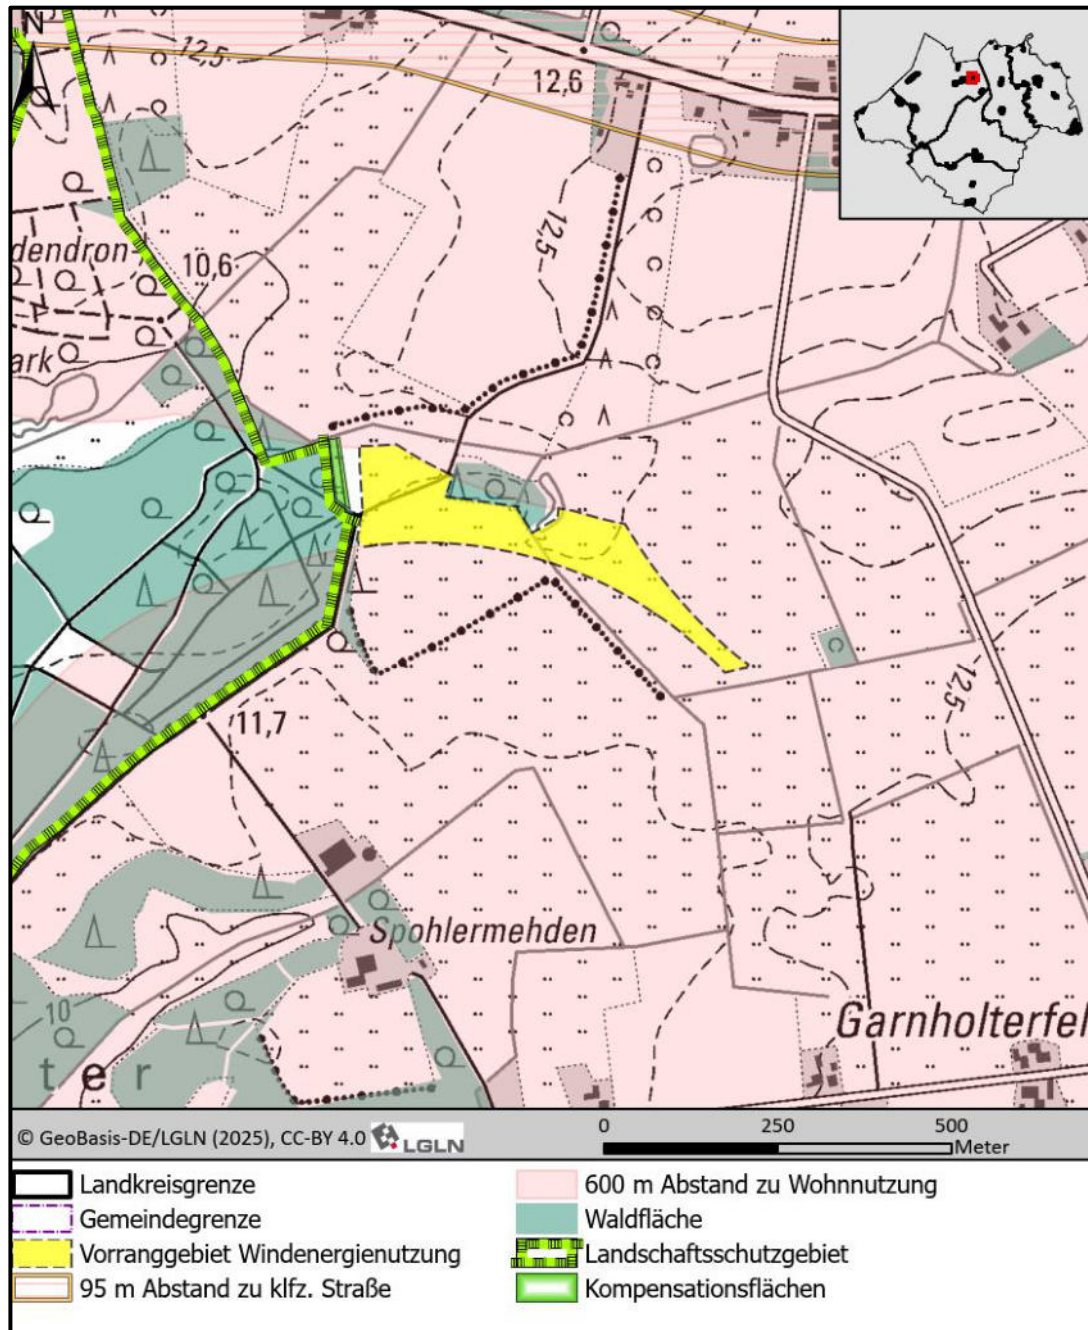 N
12,5
12,6
dendron-
10,6
12,5
ark
11,7
12,5
Spohlermehden
10
Garnholterfel
ter
© GeoBasis-DE/LGLN (2025), CC-BY 4.0 LGLN
0 250 500
Meter
Landkreisgrenze
Gemeindegrenze
Vorranggebiet Windenergienutzung
95 m Abstand zu klfz. Straße
600 m Abstand zu Wohnnutzung
Waldfläche
Landschaftsschutzgebiet
Kompensationsflächen